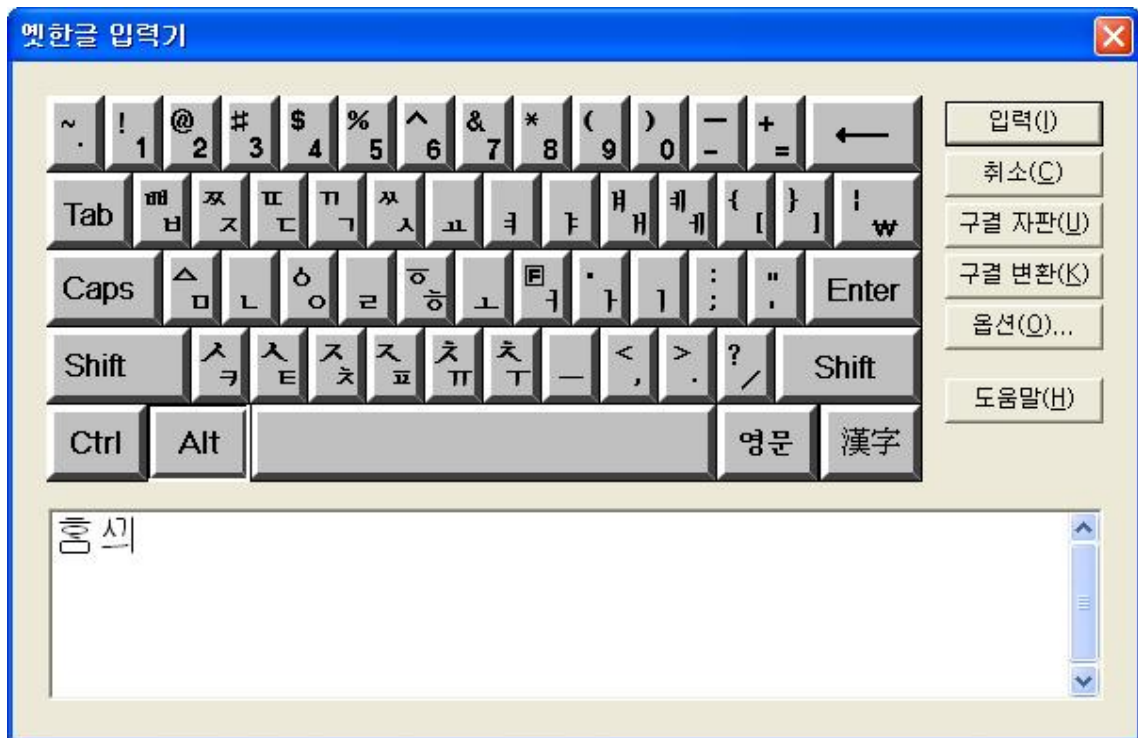 옛한글 입력기
~ · ! 1 @ 2 # 3 $ 4 % 5 ^ 6 & 7 * 8 ( 9 ) 0 — - + = ←
입력(I)
취소(C)
Tab ㅃ ㅂ ㅉ ㅈ ㄸ ㄷ ㄲ ㄱ ㅆ ㅅ ㅛ ㅕ ㅑ ㅒ ㅐ ㅖ ㅔ { [ } ] ¦ ₩
구결 자판(U)
Caps ㅿ ㅁ ㄴ ㆁ ㅇ ㄹ ㆆ ㅎ ㅗ F ㅓ ㆍ ㅏ ㅣ : ; " ' Enter
구결 변환(K)
옵션(O)...
Shift ᄼ ㅋ ᄾ ㅌ ᅎ ㅊ ᅐ ㅍ ᅔ ㅠ ᅕ ㅜ ㅡ < , > . ? / Shift
도움말(H)
Ctrl Alt 영문 漢字
홈